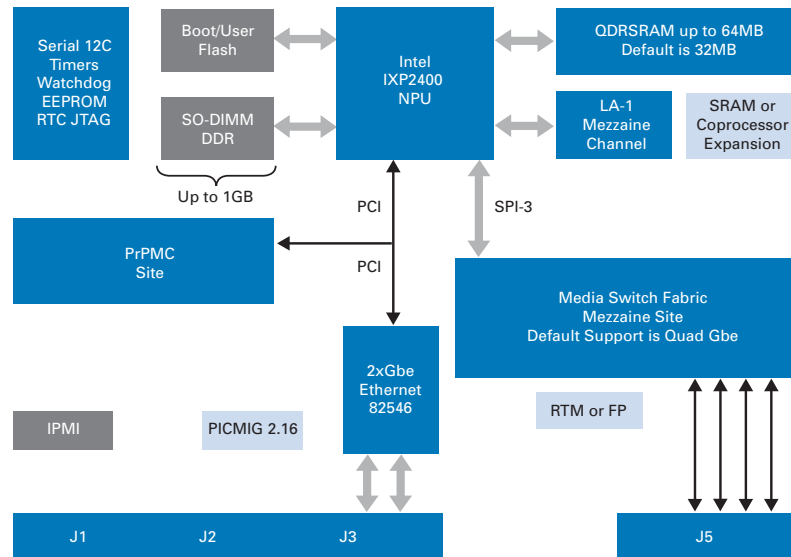 Serial 12C
Timers
Watchdog
EEPROM
RTC JTAG
Boot/User
Flash
SO-DIMM
DDR
Up to 1GB
Intel
IXP2400
NPU
QDRSRAM up to 64MB
Default is 32MB
LA-1
Mezzaine
Channel
SRAM or
Coprocessor
Expansion
PCI
SPI-3
PrPMC
Site
PCI
Media Switch Fabric
Mezzaine Site
Default Support is Quad Gbe
2xGbe
Ethernet
82546
IPMI
PICMIG 2.16
RTM or FP
J1
J2
J3
J5